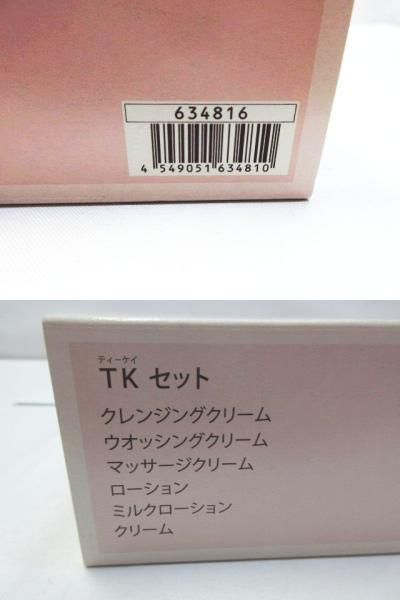 634816
4 549051 634810
ティーケイ
TK セット
クレンジングクリーム
ウオッシングクリーム
マッサージクリーム
ローション
ミルクローション
クリーム